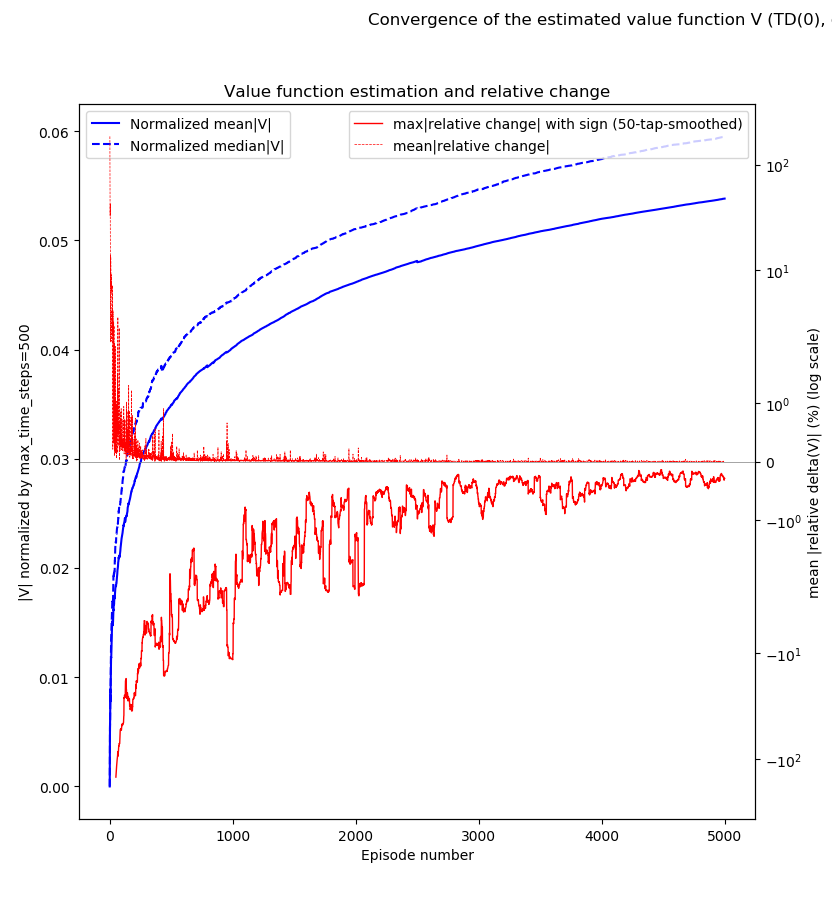 Convergence of the estimated value function V (TD(0),
Value function estimation and relative change
Normalized mean|V|
Normalized median|V|
max|relative change| with sign (50-tap-smoothed)
mean|relative change|
|V| normalized by max_time_steps=500
0.06
0.05
0.04
0.03
0.02
0.01
0.00
10²
10¹
10⁰
0
−10⁰
−10¹
−10²
mean |relative delta(V)| (%) (log scale)
0
1000
2000
3000
4000
5000
Episode number